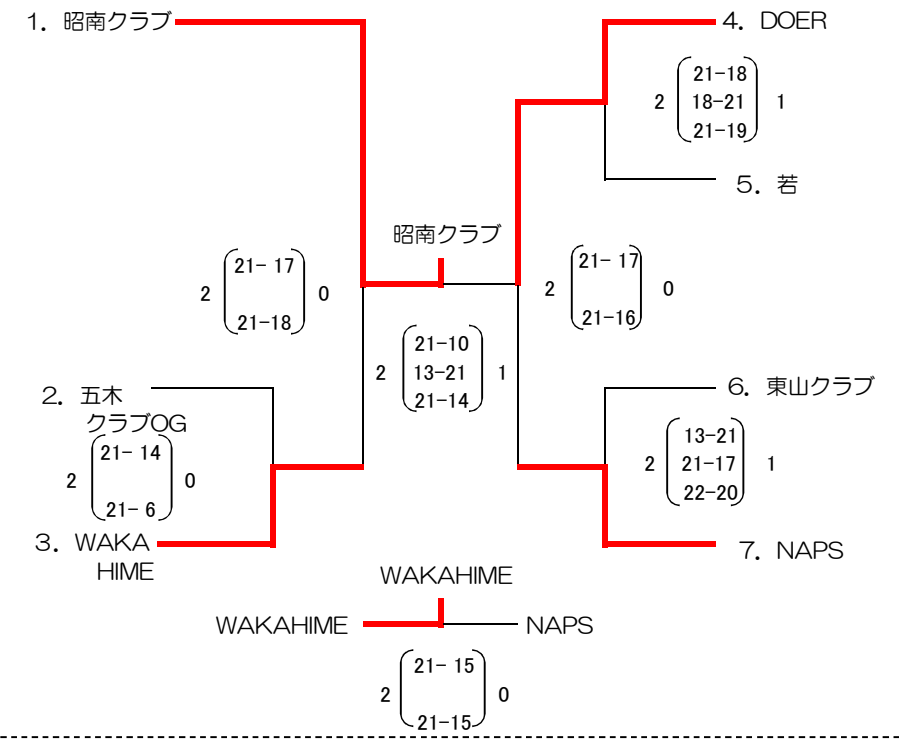 1. 昭南クラブ
4. DOER
21-18
2 18-21 1
21-19
5. 若
昭南クラブ
21- 17
2 0
21-18
21- 17
2 0
21-16
21-10
2 13-21 1
21-14
2. 五木
クラブOG
21- 14
2 0
21- 6
3. WAKA
HIME
6. 東山クラブ
13-21
2 21-17 1
22-20
7. NAPS
WAKAHIME
WAKAHIME NAPS
21- 15
2 0
21-15